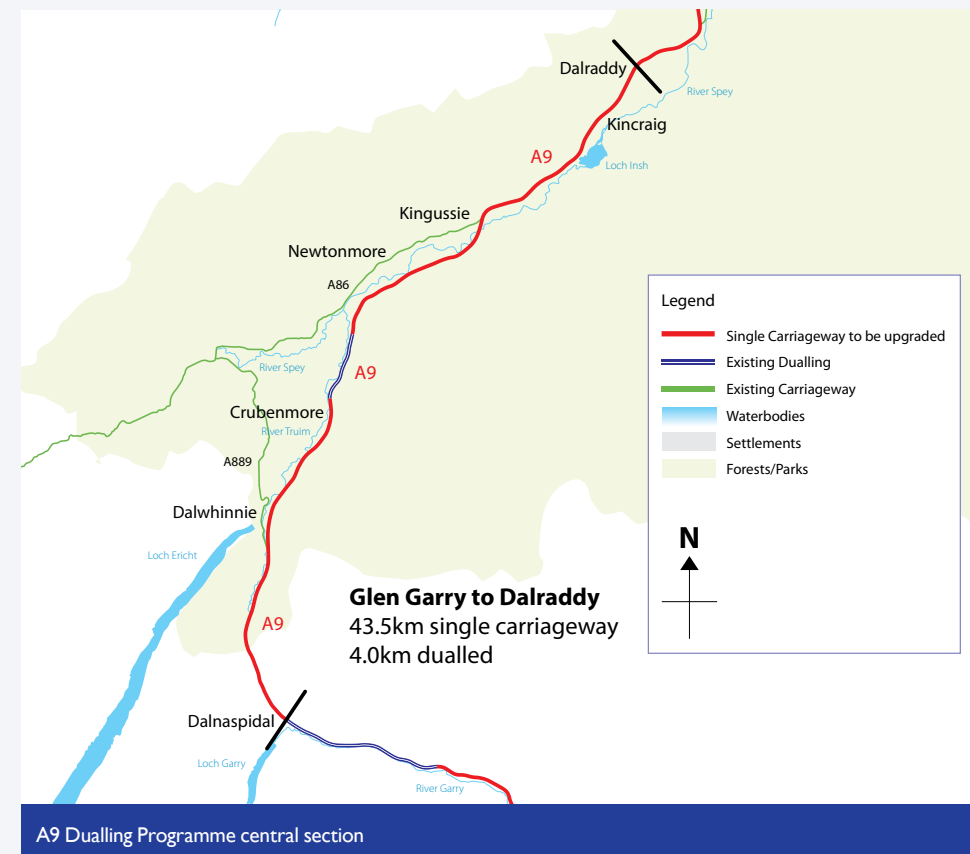 Dalraddy
River Spey
Kincraig
A9
Loch Insh
Kingussie
Newtonmore
A86
River Spey
A9
Crubenmore
River Truim
A889
Dalwhinnie
Loch Ericht
Glen Garry to Dalraddy
43.5km single carriageway
4.0km dualled
A9
Dalnaspidal
Loch Garry
River Garry
Legend
Single Carriageway to be upgraded
Existing Dualling
Existing Carriageway
Waterbodies
Settlements
Forests/Parks
N
A9 Dualling Programme central section